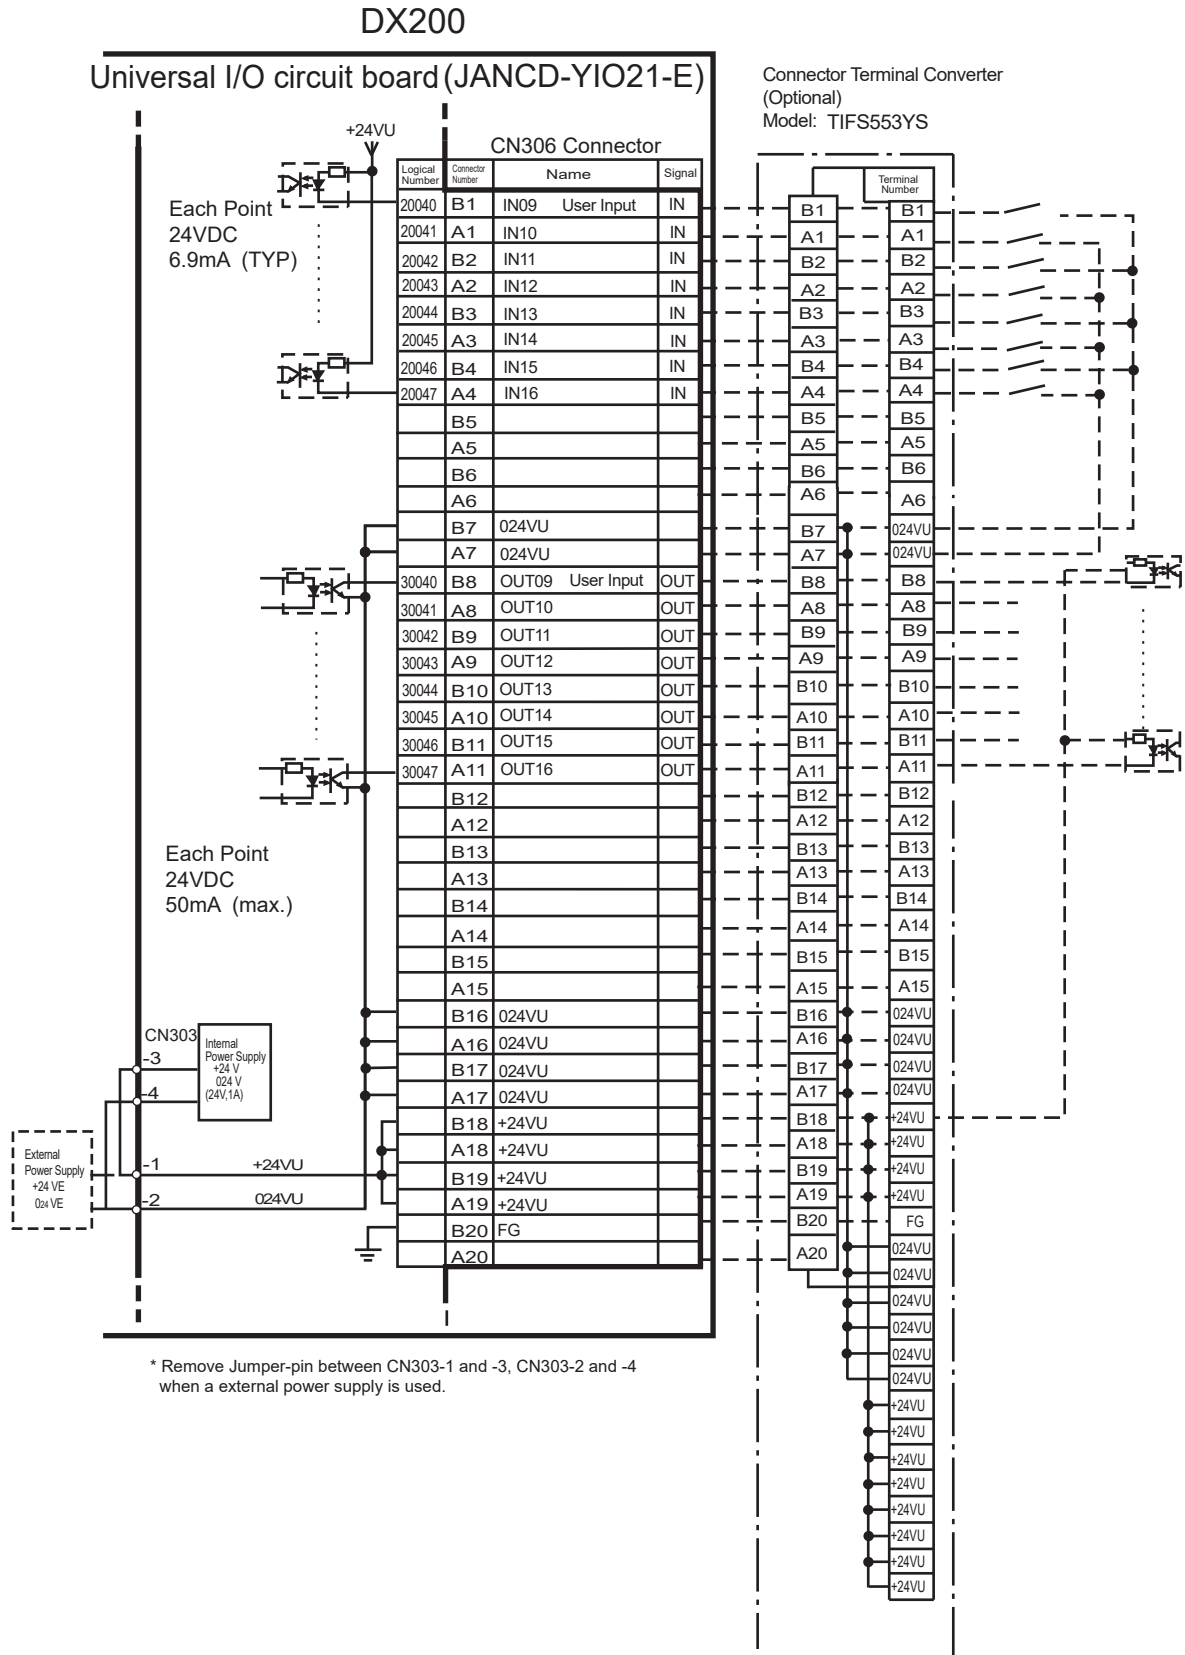 DX200
Universal I/O circuit board (JANCD-YIO21-E)
Connector Terminal Converter
(Optional)
Model: TIFS553YS
+24VU
CN306 Connector
Logical Number Connector Number Name Signal
Terminal Number
Each Point
24VDC
6.9mA (TYP)
20040 B1 IN09 User Input IN B1 B1
20041 A1 IN10 IN A1 A1
20042 B2 IN11 IN B2 B2
20043 A2 IN12 IN A2 A2
20044 B3 IN13 IN B3 B3
20045 A3 IN14 IN A3 A3
20046 B4 IN15 IN B4 B4
20047 A4 IN16 IN A4 A4
B5 B5 B5
A5 A5 A5
B6 B6 B6
A6 A6 A6
B7 024VU B7 024VU
A7 024VU A7 024VU
30040 B8 OUT09 User Input OUT B8 B8
30041 A8 OUT10 OUT A8 A8
30042 B9 OUT11 OUT B9 B9
30043 A9 OUT12 OUT A9 A9
30044 B10 OUT13 OUT B10 B10
30045 A10 OUT14 OUT A10 A10
30046 B11 OUT15 OUT B11 B11
30047 A11 OUT16 OUT A11 A11
B12 B12 B12
A12 A12 A12
B13 B13 B13
A13 A13 A13
B14 B14 B14
A14 A14 A14
B15 B15 B15
A15 A15 A15
B16 024VU B16 024VU
A16 024VU A16 024VU
B17 024VU B17 024VU
A17 024VU A17 024VU
B18 +24VU B18 +24VU
A18 +24VU A18 +24VU
B19 +24VU B19 +24VU
A19 +24VU A19 +24VU
B20 FG B20 FG
A20 A20 024VU
024VU
024VU
024VU
024VU
024VU
+24VU
+24VU
+24VU
+24VU
+24VU
+24VU
+24VU
+24VU
Each Point
24VDC
50mA (max.)
CN303
-3
-4
Internal
Power Supply
+24 V
024 V
(24V,1A)
External
Power Supply
+24 VE
024 VE
-1 +24VU
-2 024VU
* Remove Jumper-pin between CN303-1 and -3, CN303-2 and -4
when a external power supply is used.